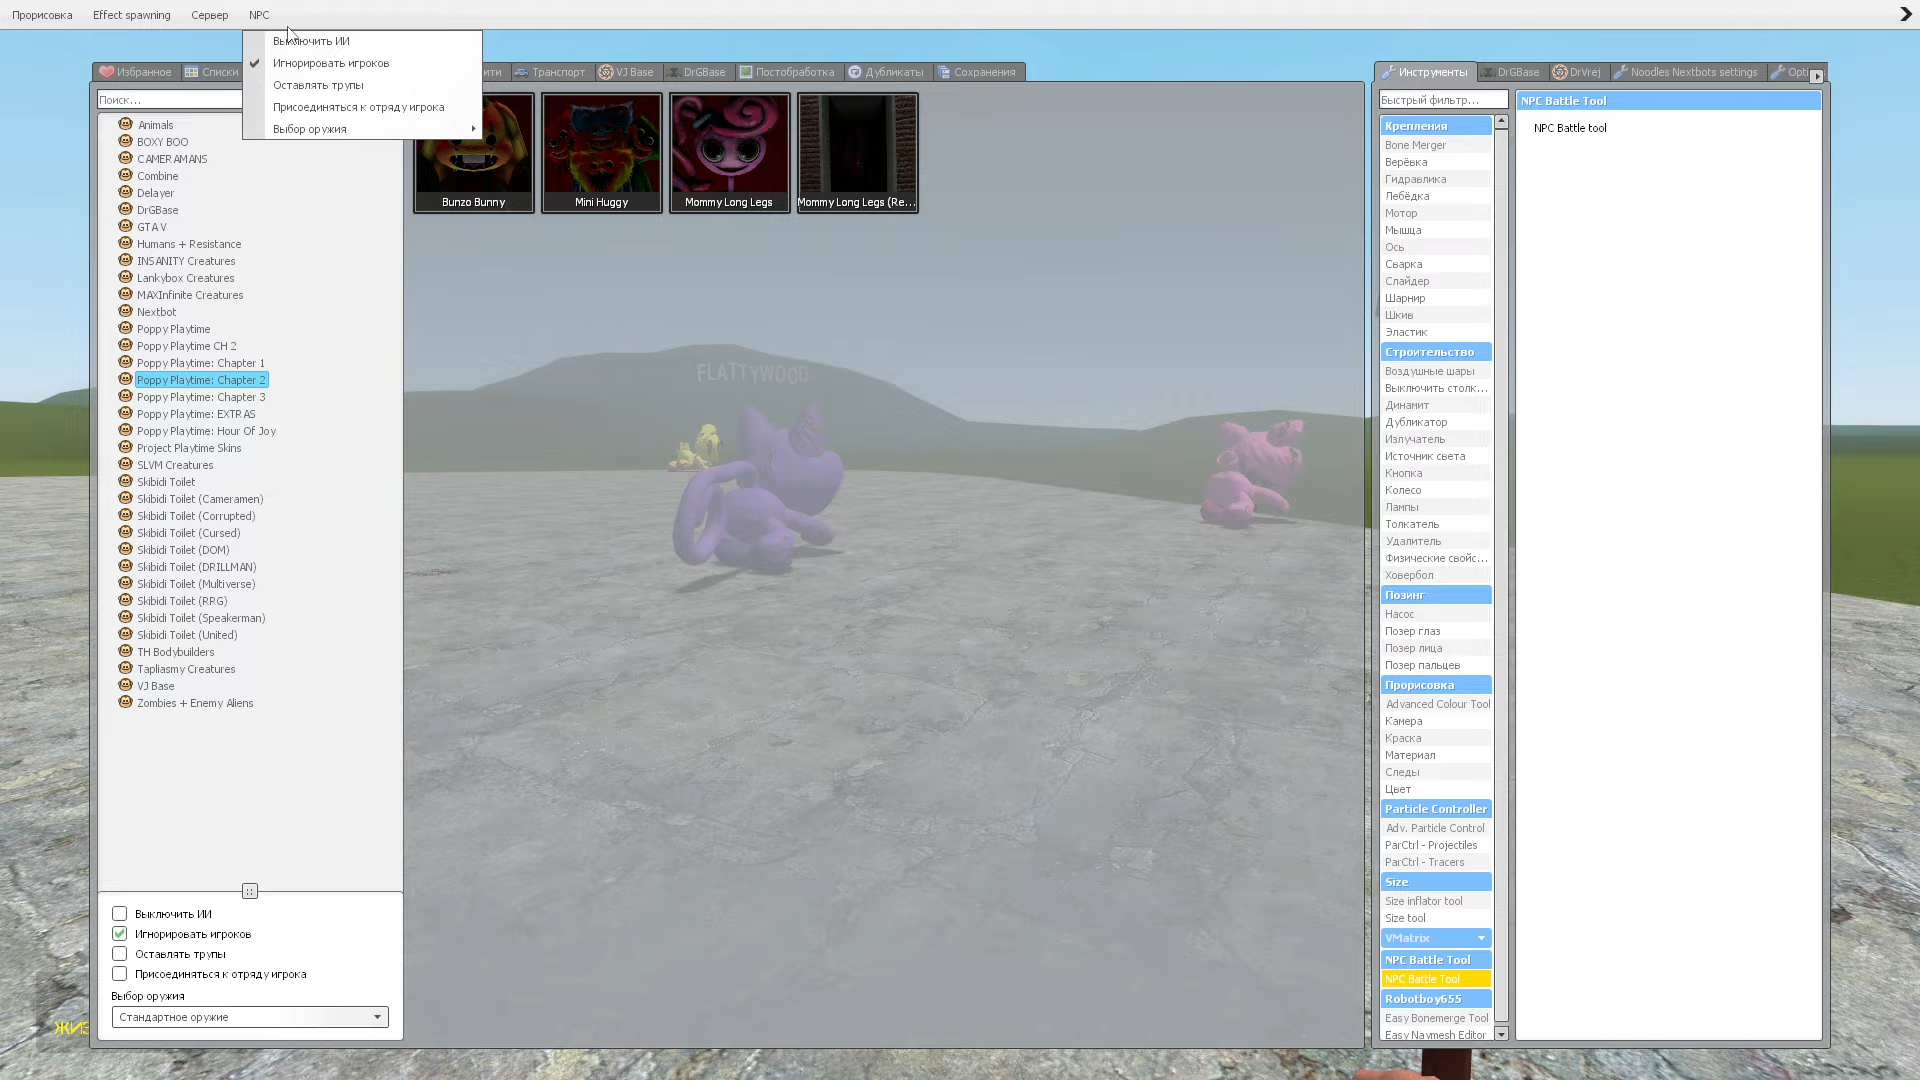 Прорисовка Effect spawning Сервер NPC
Выключить ИИ
Игнорировать игроков
Оставлять трупы
Присоединяться к отряду игрока
Выбор оружия
Избранное Списки Транспорт VJ Base DrGBase Постобработка Дубликаты Сохранения
Поиск...
Animals
BOXY BOO
CAMERAMANS
Combine
Delayer
DrGBase
GTA V
Humans + Resistance
INSANITY Creatures
Lankybox Creatures
MAXInfinite Creatures
Nextbot
Poppy Playtime
Poppy Playtime CH 2
Poppy Playtime: Chapter 1
Poppy Playtime: Chapter 2
Poppy Playtime: Chapter 3
Poppy Playtime: EXTRAS
Poppy Playtime: Hour Of Joy
Project Playtime Skins
SLVM Creatures
Skibidi Toilet
Skibidi Toilet (Cameramen)
Skibidi Toilet (Corrupted)
Skibidi Toilet (Cursed)
Skibidi Toilet (DOM)
Skibidi Toilet (DRILLMAN)
Skibidi Toilet (Multiverse)
Skibidi Toilet (RRG)
Skibidi Toilet (Speakerman)
Skibidi Toilet (United)
TH Bodybuilders
Tapliasmy Creatures
VJ Base
Zombies + Enemy Aliens
Выключить ИИ
Игнорировать игроков
Оставлять трупы
Присоединяться к отряду игрока
Выбор оружия
Стандартное оружие
Bunzo Bunny
Mini Huggy
Mommy Long Legs
Mommy Long Legs (Re...
FLATTYWOOD
Инструменты DrGBase DrVrej Noodles Nextbots settings
Быстрый фильтр...
Крепления
Bone Merger
Верёвка
Гидравлика
Лебёдка
Мотор
Мышца
Ось
Сварка
Слайдер
Шарнир
Шкив
Эластик
Строительство
Воздушные шары
Выключить столк...
Динамит
Дубликатор
Излучатель
Источник света
Кнопка
Колесо
Лампы
Толкатель
Удалитель
Физические свойс...
Ховербол
Позинг
Насос
Позер глаз
Позер лица
Позер пальцев
Прорисовка
Advanced Colour Tool
Камера
Краска
Материал
Следы
Цвет
Particle Controller
Adv. Particle Control
ParCtrl - Projectiles
ParCtrl - Tracers
Size
Size inflator tool
Size tool
VMatrix
NPC Battle Tool
NPC Battle Tool
Robotboy655
Easy Bonemerge Tool
Easy Navmesh Editor
NPC Battle Tool
NPC Battle tool